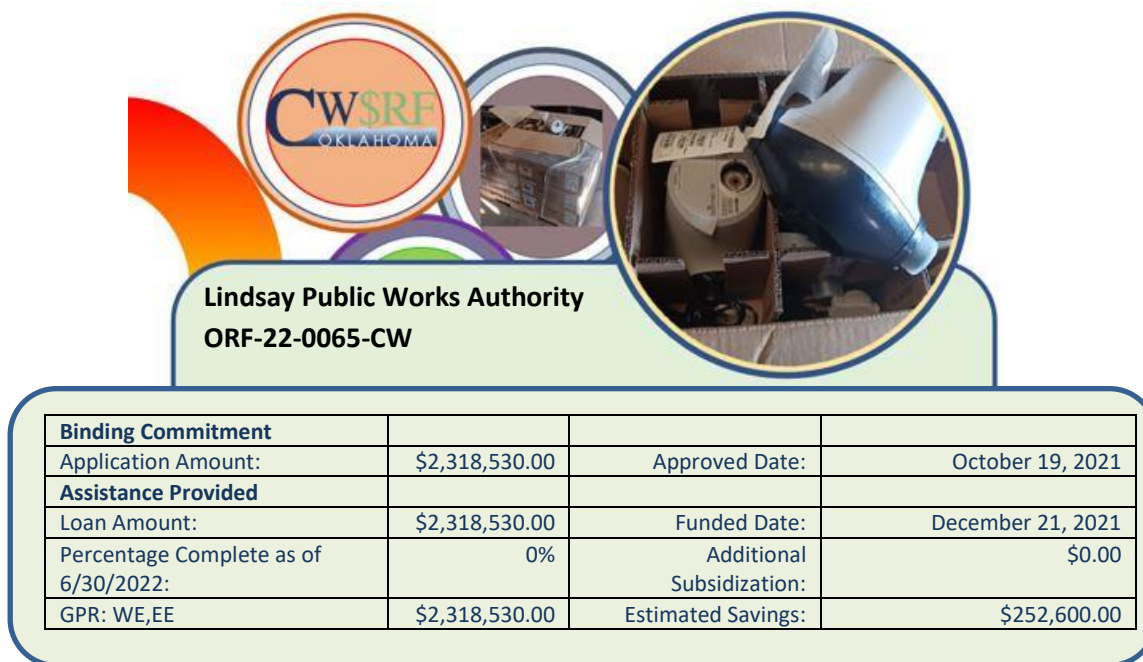 CW$RF
OKLAHOMA
Lindsay Public Works Authority
ORF-22-0065-CW
Binding Commitment
Application Amount: $2,318,530.00 Approved Date: October 19, 2021
Assistance Provided
Loan Amount: $2,318,530.00 Funded Date: December 21, 2021
Percentage Complete as of 0% Additional $0.00
6/30/2022: Subsidization:
GPR: WE,EE $2,318,530.00 Estimated Savings: $252,600.00